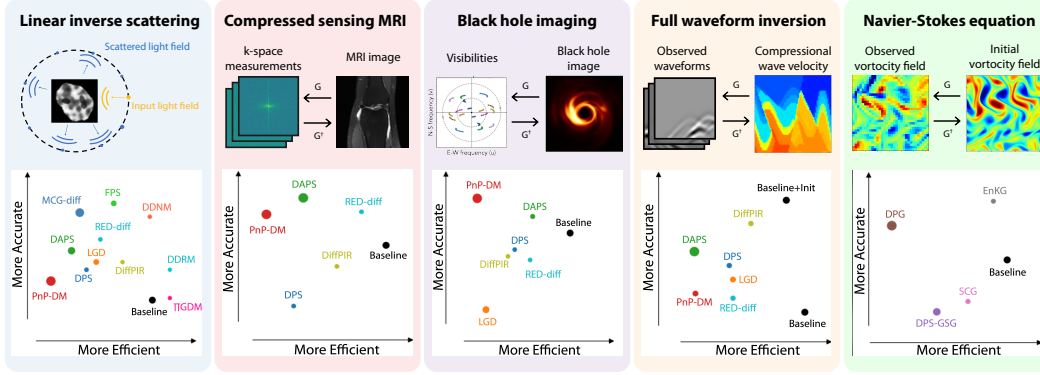 Linear inverse scattering
Scattered light field
Input light field
More Accurate
MCG-diff
FPS
DDNM
RED-diff
DAPS
LGD
DPS
DiffPIR
DDRM
PnP-DM
Baseline
ΠGDM
More Efficient
Compressed sensing MRI
k-space
measurements
MRI image
G
G†
More Accurate
DAPS
RED-diff
PnP-DM
Baseline
DiffPIR
DPS
More Efficient
Black hole imaging
Visibilities
Black hole
image
N-S frequency (v)
E-W frequency (u)
G
G†
More Accurate
PnP-DM
DAPS
Baseline
DPS
DiffPIR
RED-diff
LGD
More Efficient
Full waveform inversion
Observed
waveforms
Compressional
wave velocity
G
G†
More Accurate
Baseline+Init
DiffPIR
DAPS
DPS
LGD
PnP-DM
RED-diff
Baseline
More Efficient
Navier-Stokes equation
Observed
vortocity field
Initial
vortocity field
G
G†
More Accurate
EnKG
DPG
Baseline
SCG
DPS-GSG
More Efficient